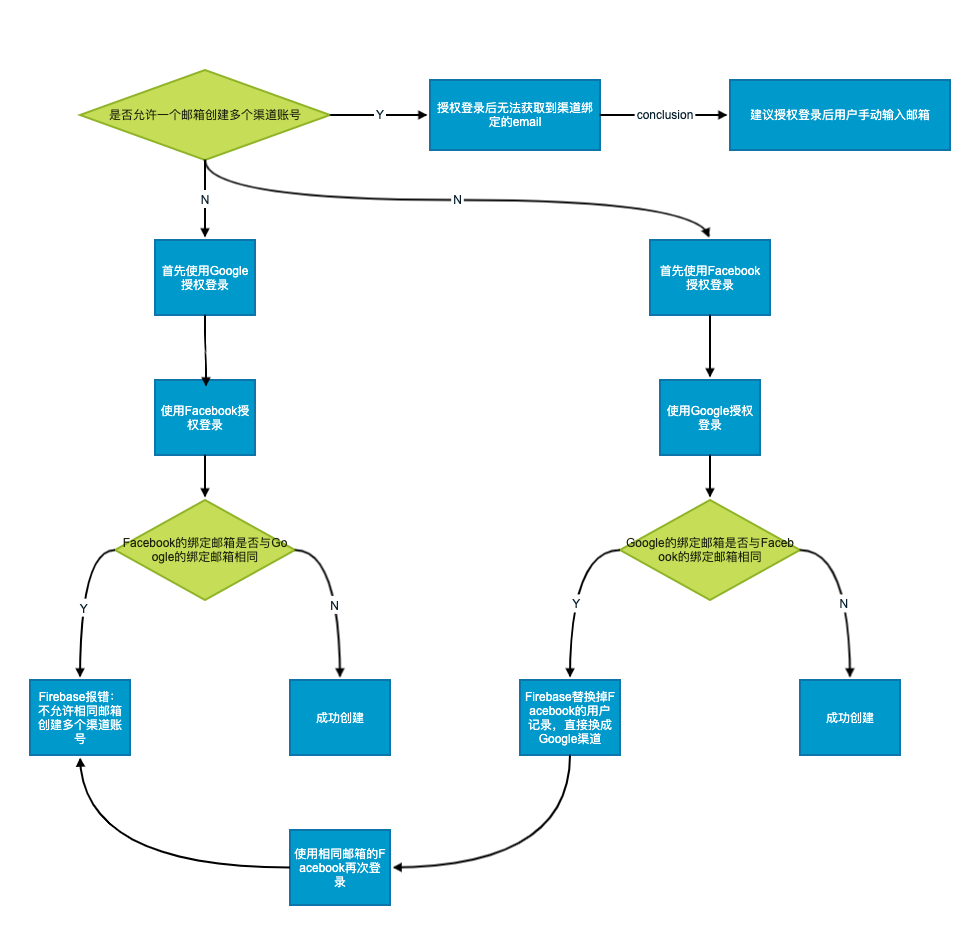 是否允许一个邮箱创建多个渠道账号
Y
授权登录后无法获取到渠道绑
定的email
conclusion
建议授权登录后用户手动输入邮箱
N
N
首先使用Google
授权登录
首先使用Facebook
授权登录
使用Facebook授
权登录
使用Google授权
登录
Facebook的绑定邮箱是否与Go
ogle的绑定邮箱相同
Google的绑定邮箱是否与Faceb
ook的绑定邮箱相同
Y
N
Y
N
Firebase报错：
不允许相同邮箱
创建多个渠道账
号
成功创建
Firebase替换掉F
acebook的用户
记录，直接换成
Google渠道
成功创建
使用相同邮箱的F
acebook再次登
录